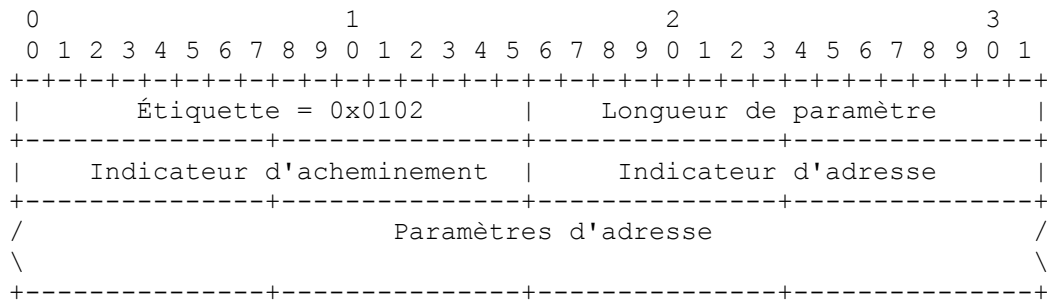 0                   1                   2                   3
 0 1 2 3 4 5 6 7 8 9 0 1 2 3 4 5 6 7 8 9 0 1 2 3 4 5 6 7 8 9 0 1
+-+-+-+-+-+-+-+-+-+-+-+-+-+-+-+-+-+-+-+-+-+-+-+-+-+-+-+-+-+-+-+-+
|       Étiquette = 0x0102      |     Longueur de paramètre     |
+---------------+---------------+---------------+---------------+
|    Indicateur d'acheminement  |      Indicateur d'adresse     |
+---------------+---------------+---------------+---------------+
/                       Paramètres d'adresse                    /
\                                                               \
+---------------+---------------+---------------+---------------+